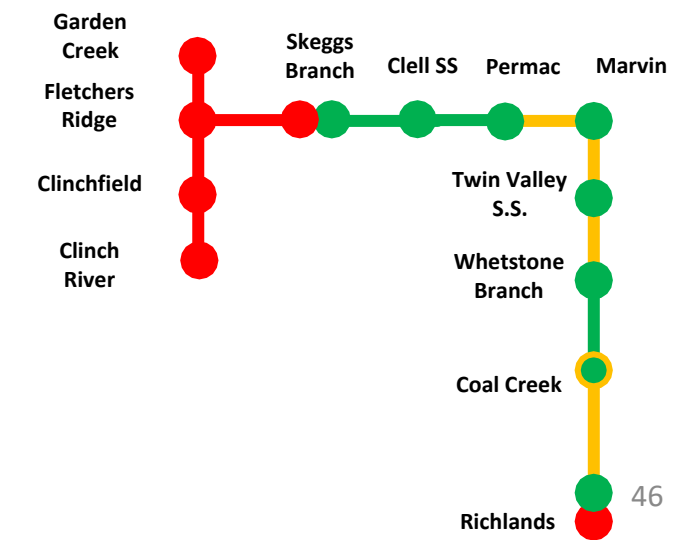 Garden
Creek
Skeggs
Branch
Clell SS
Permac
Marvin
Fletchers
Ridge
Clinchfield
Twin Valley
S.S.
Clinch
River
Whetstone
Branch
Coal Creek
46
Richlands